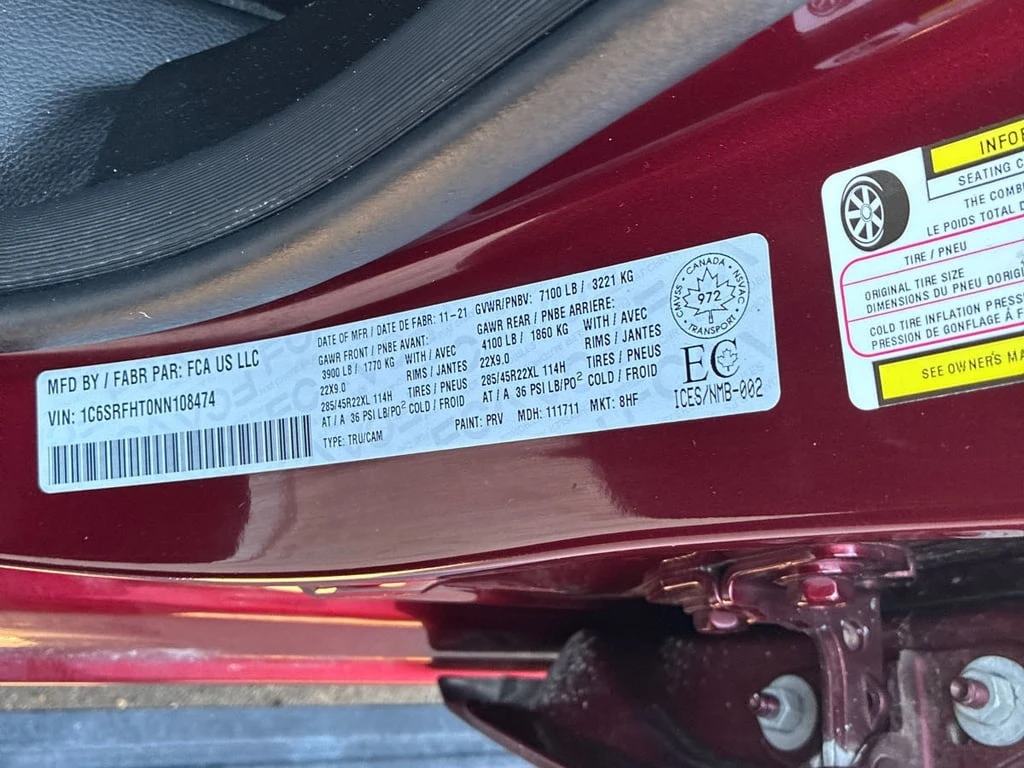 MFD BY / FABR PAR: FCA US LLC
VIN: 1C6SRFHT0NN108474
DATE OF MFR / DATE DE FABR: 11-21 GVWR/PNBV: 7100 LB / 3221 KG
GAWR FRONT / PNBE AVANT: GAWR REAR / PNBE ARRIERE:
3900 LB / 1770 KG WITH / AVEC 4100 LB / 1860 KG WITH / AVEC
22X9.0 RIMS / JANTES 22X9.0 RIMS / JANTES
285/45R22XL 114H TIRES / PNEUS 285/45R22XL 114H TIRES / PNEUS
AT / A 36 PSI LB/PO² COLD / FROID AT / A 36 PSI LB/PO² COLD / FROID
TYPE: TRU/CAM PAINT: PRV MDH: 111711 MKT: 8HF
CANADA
CMVSS 972 NSVAC
TRANSPORT
EC
ICES/NMB-002
SEATING
THE
LE POIDS TOTAL
TIRE / PNEU
ORIGINAL TIRE SIZE
DIMENSIONS DU PNEU
COLD TIRE INFLATION
PRESSION DE GONFLAGE À
SEE OWNER'S